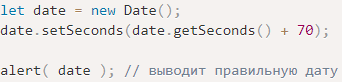 let date = new Date();
date.setSeconds(date.getSeconds() + 70);
alert( date ); // выводит правильную дату